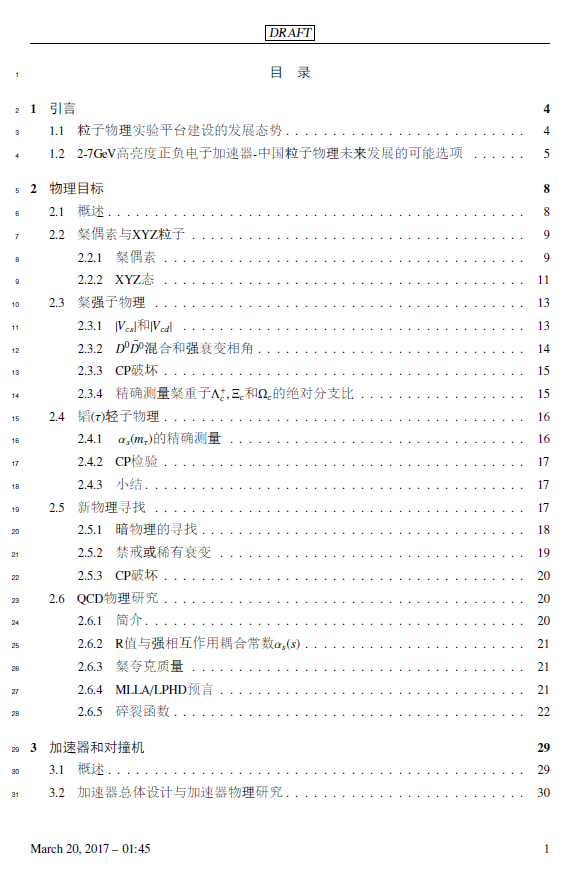 DRAFT
1 目 录
2 1 引言 4
3 1.1 粒子物理实验平台建设的发展态势 . . . . . . . . . . . . . . . . . . . . . . . . . . 4
4 1.2 2-7GeV高亮度正负电子加速器-中国粒子物理未来发展的可能选项 . . . . . . 5
5 2 物理目标 8
6 2.1 概述 . . . . . . . . . . . . . . . . . . . . . . . . . . . . . . . . . . . . . . . . . . . . . 8
7 2.2 粲偶素与XYZ粒子 . . . . . . . . . . . . . . . . . . . . . . . . . . . . . . . . . . . . 9
8 2.2.1 粲偶素 . . . . . . . . . . . . . . . . . . . . . . . . . . . . . . . . . . . . . . . 9
9 2.2.2 XYZ态 . . . . . . . . . . . . . . . . . . . . . . . . . . . . . . . . . . . . . . . 11
10 2.3 粲强子物理 . . . . . . . . . . . . . . . . . . . . . . . . . . . . . . . . . . . . . . . . 13
11 2.3.1 |V_{cs}|和|V_{cd}| . . . . . . . . . . . . . . . . . . . . . . . . . . . . . . . . . . . . . 13
12 2.3.2 D⁰D̄⁰混合和强衰变相角 . . . . . . . . . . . . . . . . . . . . . . . . . . . . . 14
13 2.3.3 CP破坏 . . . . . . . . . . . . . . . . . . . . . . . . . . . . . . . . . . . . . . . 15
14 2.3.4 精确测量粲重子Λ_c^+, Ξ_c和Ω_c的绝对分支比 . . . . . . . . . . . . . . . . . . 15
15 2.4 韬(τ)轻子物理 . . . . . . . . . . . . . . . . . . . . . . . . . . . . . . . . . . . . . . . 16
16 2.4.1 α_s(m_τ)的精确测量 . . . . . . . . . . . . . . . . . . . . . . . . . . . . . . . . 16
17 2.4.2 CP检验 . . . . . . . . . . . . . . . . . . . . . . . . . . . . . . . . . . . . . . . 17
18 2.4.3 小结 . . . . . . . . . . . . . . . . . . . . . . . . . . . . . . . . . . . . . . . . . 17
19 2.5 新物理寻找 . . . . . . . . . . . . . . . . . . . . . . . . . . . . . . . . . . . . . . . . 17
20 2.5.1 暗物理的寻找 . . . . . . . . . . . . . . . . . . . . . . . . . . . . . . . . . . . 18
21 2.5.2 禁戒或稀有衰变 . . . . . . . . . . . . . . . . . . . . . . . . . . . . . . . . . 19
22 2.5.3 CP破坏 . . . . . . . . . . . . . . . . . . . . . . . . . . . . . . . . . . . . . . . 20
23 2.6 QCD物理研究 . . . . . . . . . . . . . . . . . . . . . . . . . . . . . . . . . . . . . . . 20
24 2.6.1 简介 . . . . . . . . . . . . . . . . . . . . . . . . . . . . . . . . . . . . . . . . . 20
25 2.6.2 R值与强相互作用耦合常数α_s(s) . . . . . . . . . . . . . . . . . . . . . . . . 21
26 2.6.3 粲夸克质量 . . . . . . . . . . . . . . . . . . . . . . . . . . . . . . . . . . . . 21
27 2.6.4 MLLA/LPHD预言 . . . . . . . . . . . . . . . . . . . . . . . . . . . . . . . . . 21
28 2.6.5 碎裂函数 . . . . . . . . . . . . . . . . . . . . . . . . . . . . . . . . . . . . . . 22
29 3 加速器和对撞机 29
30 3.1 概述 . . . . . . . . . . . . . . . . . . . . . . . . . . . . . . . . . . . . . . . . . . . . . 29
31 3.2 加速器总体设计与加速器物理研究 . . . . . . . . . . . . . . . . . . . . . . . . . . 30
March 20, 2017 – 01:45 1